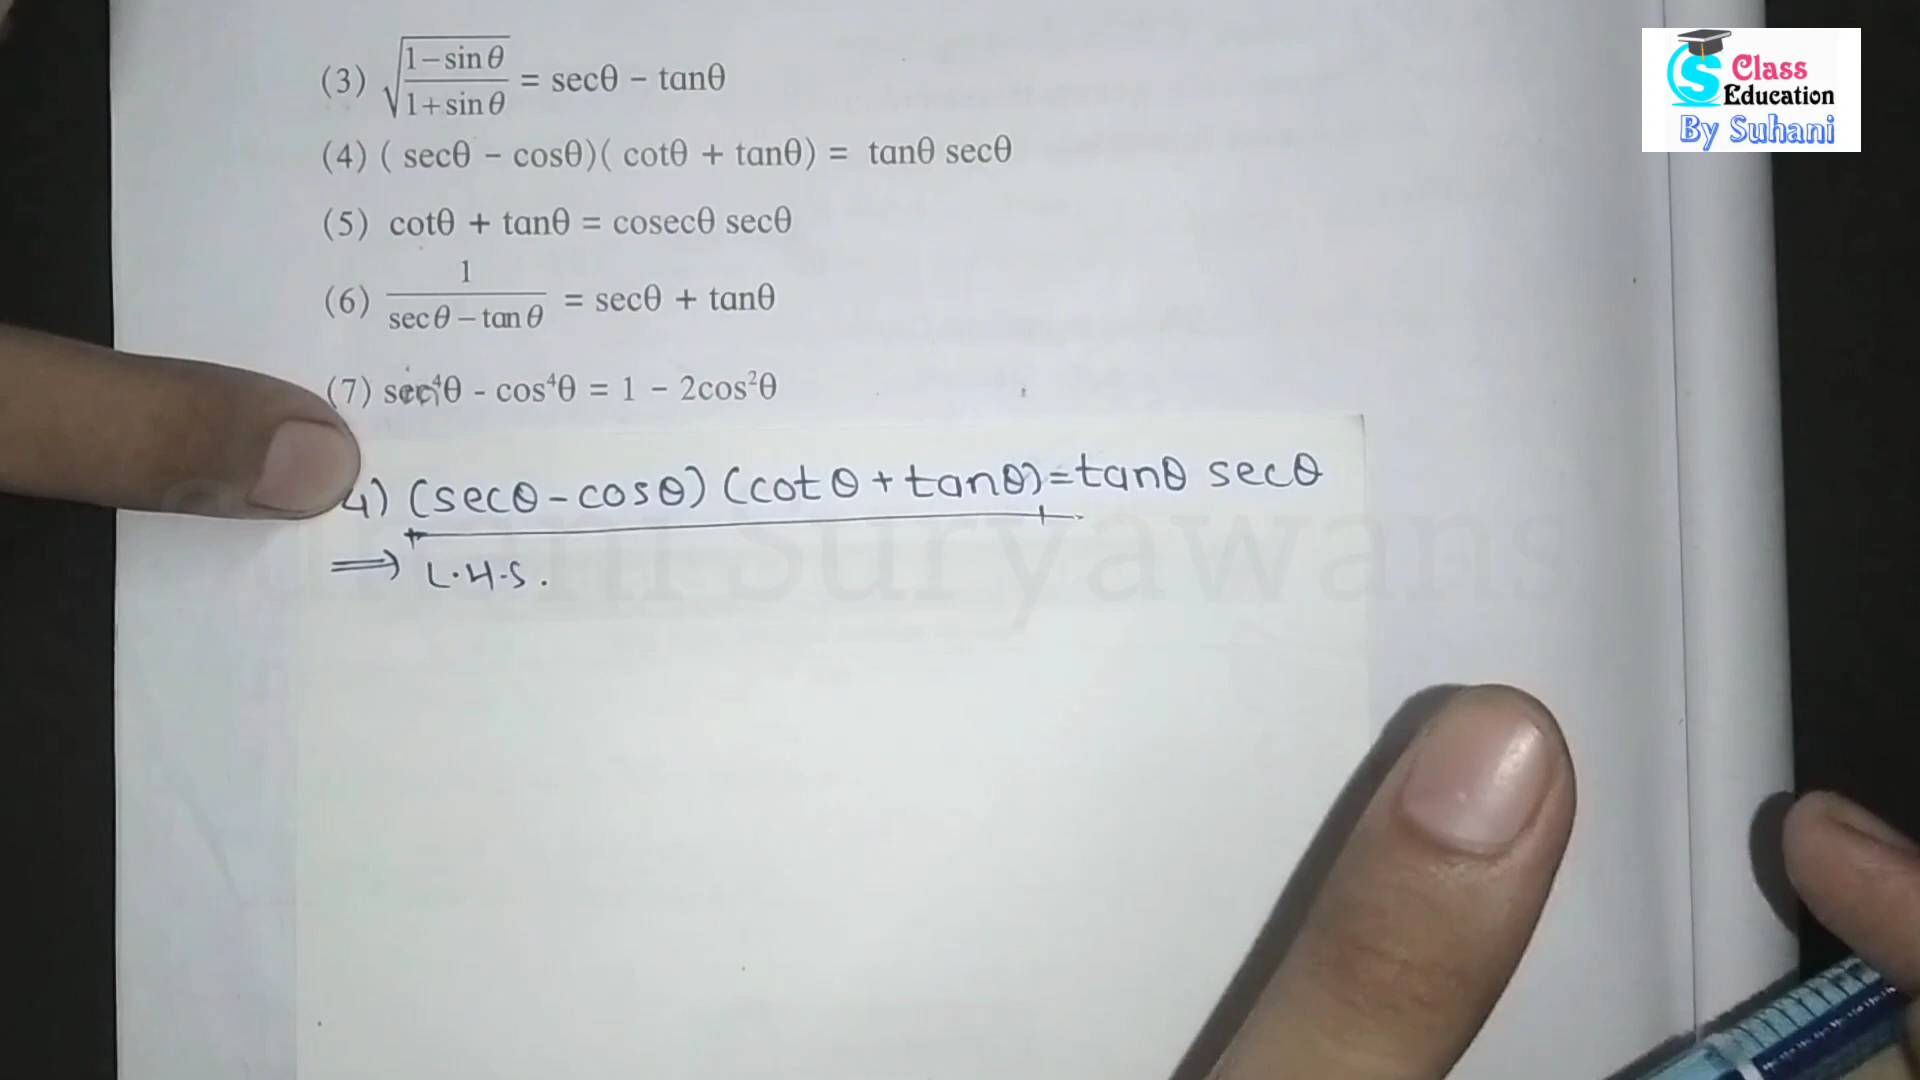 (3) √(1−sinθ / 1+sinθ) = secθ − tanθ
(4) ( secθ − cosθ)( cotθ + tanθ) = tanθ secθ
(5) cotθ + tanθ = cosecθ secθ
(6) 1 / (secθ − tanθ) = secθ + tanθ
(7) sec⁴θ - cos⁴θ = 1 − 2cos²θ
4) (secθ − cosθ) (cotθ + tanθ) = tanθ secθ
⟹ L.H.S.
Class
Education
By Suhani
Suryawans